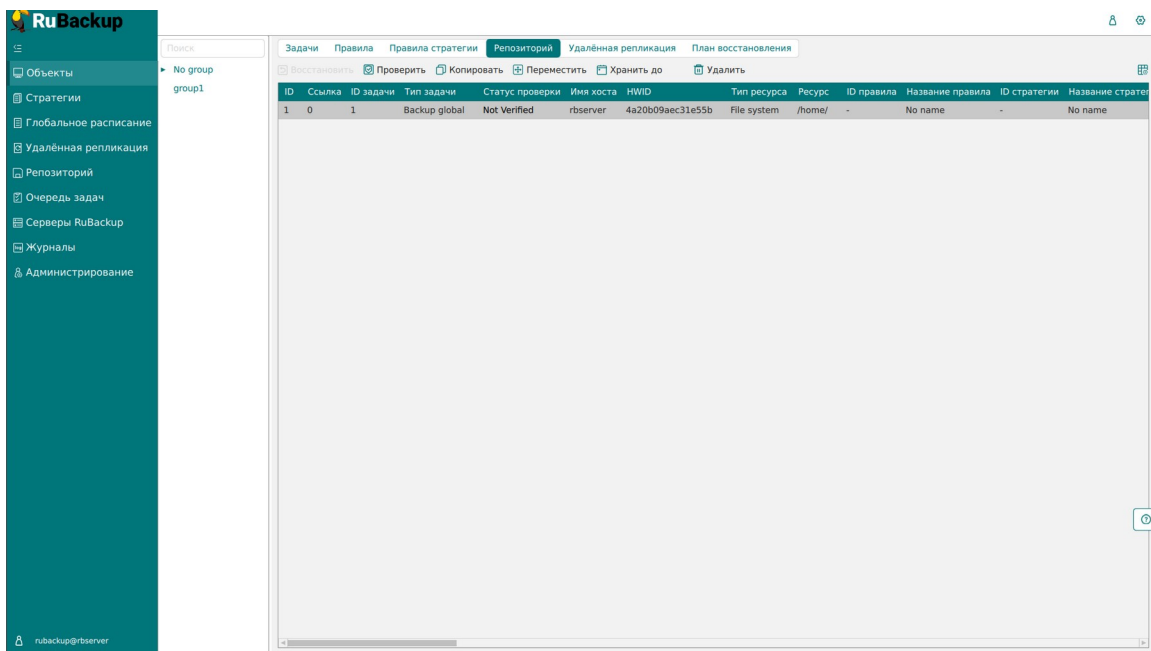 RuBackup
Объекты
Стратегии
Глобальное расписание
Удалённая репликация
Репозиторий
Очередь задач
Серверы RuBackup
Журналы
Администрирование
rubackup@rbserver
Поиск
No group
group1
Задачи Правила Правила стратегии Репозиторий Удалённая репликация План восстановления
Восстановить Проверить Копировать Переместить Хранить до Удалить
ID Ссылка ID задачи Тип задачи Статус проверки Имя хоста HWID Тип ресурса Ресурс ID правила Название правила ID стратегии Название стратег
1 0 1 Backup global Not Verified rbserver 4a20b09aec31e55b File system /home/ - No name - No name